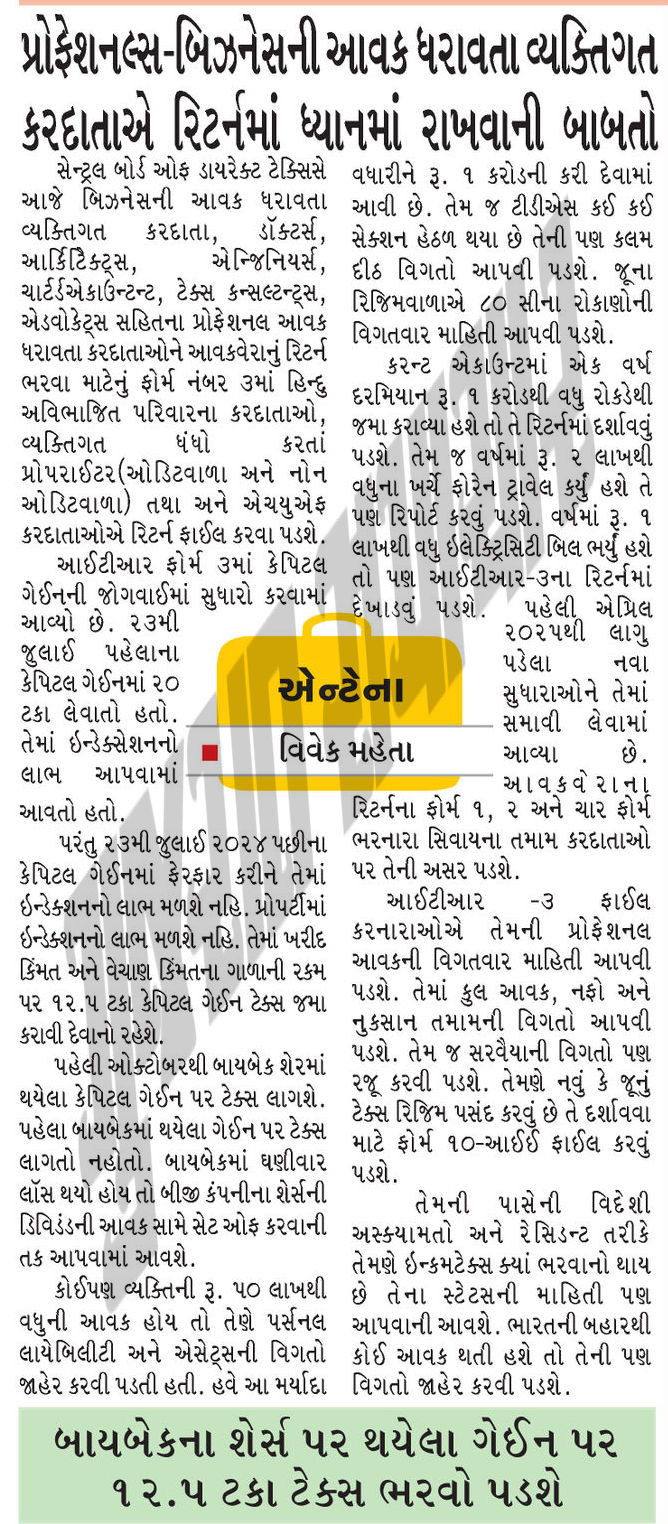 પ્રોફેશનલ્સ-બિઝનેસની આવક ધરાવતા વ્યક્તિગત
કરદાતાએ રિટર્નમાં ધ્યાનમાં રાખવાની બાબતો
સેન્ટ્રલ બોર્ડ ઓફ ડાયરેક્ટ ટેક્સિસે
આજે બિઝનેસની આવક ધરાવતા
વ્યક્તિગત કરદાતા, ડૉક્ટર્સ,
આર્કિટેક્ટ્સ, એન્જિનિયર્સ,
ચાર્ટર્ડએકાઉન્ટન્ટ, ટેક્સ કન્સલ્ટન્ટ્સ,
એડવોકેટ્સ સહિતના પ્રોફેશનલ આવક
ધરાવતા કરદાતાઓને આવકવેરાનું રિટર્ન
ભરવા માટેનું ફોર્મ નંબર ૩માં હિન્દુ
અવિભાજિત પરિવારના કરદાતાઓ,
વ્યક્તિગત ધંધો કરતાં
પ્રોપરાઈટર(ઓડિટવાળા અને નોન
ઓડિટવાળા) તથા અને એચયુએફ
કરદાતાઓએ રિટર્ન ફાઈલ કરવા પડશે.
આઈટીઆર ફોર્મ ૩માં કેપિટલ
ગેઈનની જોગવાઈમાં સુધારો કરવામાં
આવ્યો છે. ૨૩મી
જુલાઈ પહેલાના
કેપિટલ ગેઈનમાં ૨૦
ટકા લેવાતો હતો.
તેમાં ઇન્ડેક્સેશનનો
લાભ આપવામાં
આવતો હતો.
પરંતુ ૨૩મી જુલાઈ ૨૦૨૪ પછીના
કેપિટલ ગેઈનમાં ફેરફાર કરીને તેમાં
ઇન્ડેક્શનનો લાભ મળશે નહિ. પ્રોપર્ટીમાં
ઇન્ડેક્શનનો લાભ મળશે નહિ. તેમાં ખરીદ
કિંમત અને વેચાણ કિંમતના ગાળાની રકમ
પર ૧૨.૫ ટકા કેપિટલ ગેઈન ટેક્સ જમા
કરાવી દેવાનો રહેશે.
પહેલી ઓક્ટોબરથી બાયબેક શેરમાં
થયેલા કેપિટલ ગેઈન પર ટેક્સ લાગશે.
પહેલા બાયબેકમાં થયેલા ગેઈન પર ટેક્સ
લાગતો નહોતો. બાયબેકમાં ઘણીવાર
લૉસ થયો હોય તો બીજી કંપનીના શેર્સની
ડિવિડંડની આવક સામે સેટ ઓફ કરવાની
તક આપવામાં આવશે.
કોઈપણ વ્યક્તિની રૂ. ૫૦ લાખથી
વધુની આવક હોય તો તેણે પર્સનલ
લાયેબિલીટી અને એસેટ્સની વિગતો
જાહેર કરવી પડતી હતી. હવે આ મર્યાદા
વધારીને રૂ. ૧ કરોડની કરી દેવામાં
આવી છે. તેમ જ ટીડીએસ કઈ કઈ
સેક્શન હેઠળ થયા છે તેની પણ કલમ
દીઠ વિગતો આપવી પડશે. જૂના
રિજિમવાળાએ ૮૦ સીના રોકાણોની
વિગતવાર માહિતી આપવી પડશે.
કરન્ટ એકાઉન્ટમાં એક વર્ષ
દરમિયાન રૂ. ૧ કરોડથી વધુ રોકડેથી
જમા કરાવ્યા હશે તો તે રિટર્નમાં દર્શાવવું
પડશે. તેમ જ વર્ષમાં રૂ. ૨ લાખથી
વધુના ખર્ચે ફોરેન ટ્રાવેલ કર્યું હશે તે
પણ રિપોર્ટ કરવું પડશે. વર્ષમાં રૂ. ૧
લાખથી વધુ ઇલેક્ટ્રિસિટી બિલ ભર્યું હશે
તો પણ આઈટીઆર-૩ના રિટર્નમાં
દેખાડવું પડશે. પહેલી એપ્રિલ
૨૦૨૫થી લાગુ
પડેલા નવા
સુધારાઓને તેમાં
સમાવી લેવામાં
આવ્યા છે.
આવકવેરાના
રિટર્નના ફોર્મ ૧, ૨ અને ચાર ફોર્મ
ભરનારા સિવાયના તમામ કરદાતાઓ
પર તેની અસર પડશે.
આઈટીઆર -૩ ફાઈલ
કરનારાઓએ તેમની પ્રોફેશનલ
આવકની વિગતવાર માહિતી આપવી
પડશે. તેમાં કુલ આવક, નફો અને
નુકસાન તમામની વિગતો આપવી
પડશે. તેમ જ સરવૈયાની વિગતો પણ
રજૂ કરવી પડશે. તેમણે નવું કે જૂનું
ટેક્સ રિજિમ પસંદ કરવું છે તે દર્શાવવા
માટે ફોર્મ ૧૦-આઈઈ ફાઈલ કરવું
પડશે.
તેમની પાસેની વિદેશી
અસ્ક્યામતો અને રેસિડન્ટ તરીકે
તેમણે ઇન્કમટેક્સ ક્યાં ભરવાનો થાય
છે તેના સ્ટેટસની માહિતી પણ
આપવાની આવશે. ભારતની બહારથી
કોઈ આવક થતી હશે તો તેની પણ
વિગતો જાહેર કરવી પડશે.
એન્ટેના
વિવેક મહેતા
બાયબેકના શેર્સ પર થયેલા ગેઈન પર
૧૨.૫ ટકા ટેક્સ ભરવો પડશે